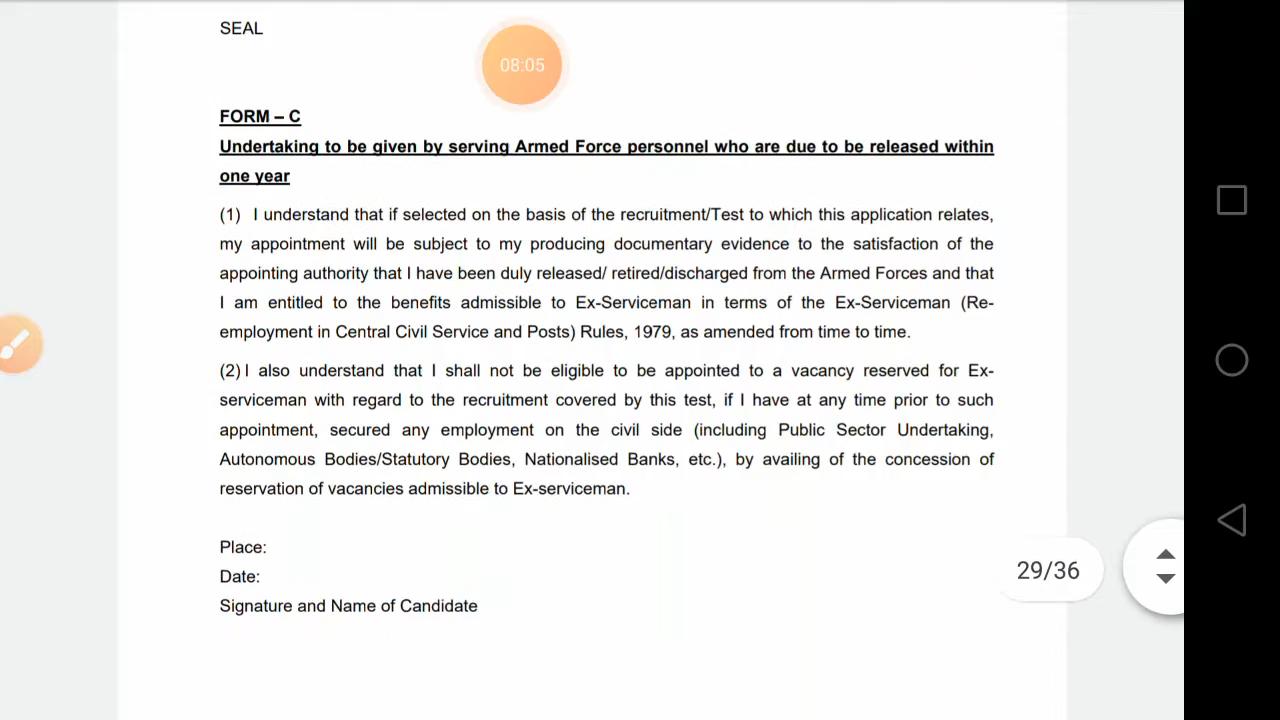 SEAL
08:05
FORM – C
Undertaking to be given by serving Armed Force personnel who are due to be released within
one year
(1) I understand that if selected on the basis of the recruitment/Test to which this application relates,
my appointment will be subject to my producing documentary evidence to the satisfaction of the
appointing authority that I have been duly released/ retired/discharged from the Armed Forces and that
I am entitled to the benefits admissible to Ex-Serviceman in terms of the Ex-Serviceman (Re-
employment in Central Civil Service and Posts) Rules, 1979, as amended from time to time.
(2) I also understand that I shall not be eligible to be appointed to a vacancy reserved for Ex-
serviceman with regard to the recruitment covered by this test, if I have at any time prior to such
appointment, secured any employment on the civil side (including Public Sector Undertaking,
Autonomous Bodies/Statutory Bodies, Nationalised Banks, etc.), by availing of the concession of
reservation of vacancies admissible to Ex-serviceman.
Place:
29/36
Date:
Signature and Name of Candidate